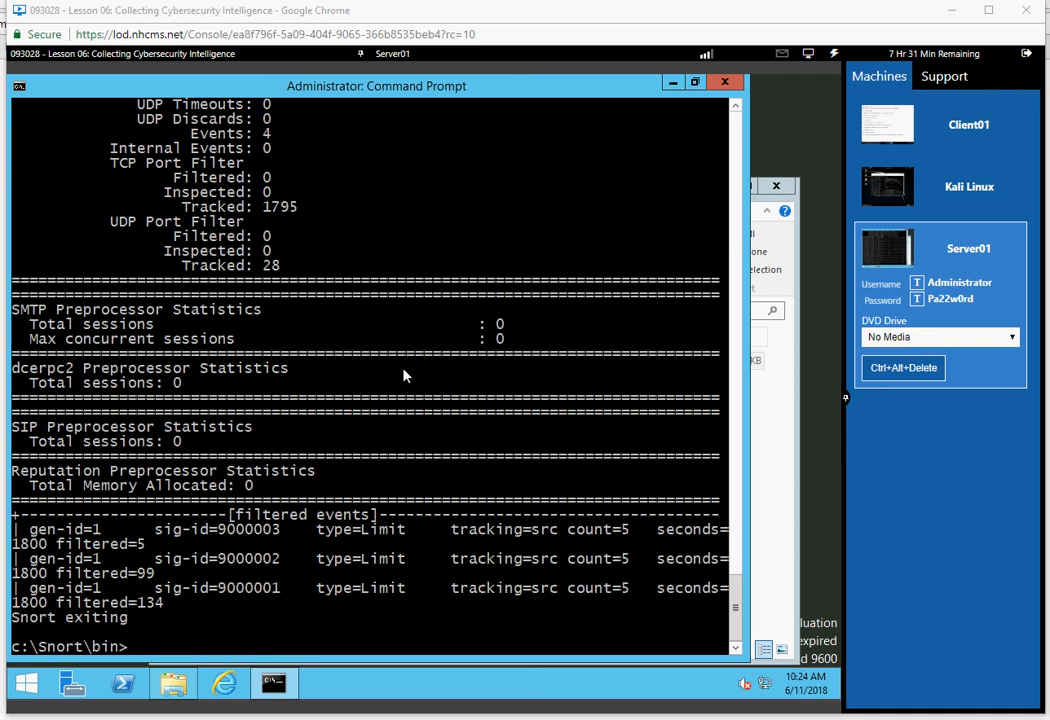 093028 - Lesson 06: Collecting Cybersecurity Intelligence - Google Chrome
Secure https://lod.nhcms.net/Console/ea8f796f-5a09-404f-9065-366b8535beb4?rc=10
093028 - Lesson 06: Collecting Cybersecurity Intelligence Server01 7 Hr 31 Min Remaining
Administrator: Command Prompt
UDP Timeouts: 0
UDP Discards: 0
Events: 4
Internal Events: 0
TCP Port Filter
Filtered: 0
Inspected: 0
Tracked: 1795
UDP Port Filter
Filtered: 0
Inspected: 0
Tracked: 28
===============================================================================
===============================================================================
SMTP Preprocessor Statistics
Total sessions : 0
Max concurrent sessions : 0
===============================================================================
dcerpc2 Preprocessor Statistics
Total sessions: 0
===============================================================================
===============================================================================
SIP Preprocessor Statistics
Total sessions: 0
===============================================================================
Reputation Preprocessor Statistics
Total Memory Allocated: 0
===============================================================================
+-----------------------[filtered events]--------------------------------------
| gen-id=1 sig-id=9000003 type=Limit tracking=src count=5 seconds=
1800 filtered=5
| gen-id=1 sig-id=9000002 type=Limit tracking=src count=5 seconds=
1800 filtered=99
| gen-id=1 sig-id=9000001 type=Limit tracking=src count=5 seconds=
1800 filtered=134
Snort exiting
c:\Snort\bin>
one
election
KB
luation
expired
d 9600
10:24 AM
6/11/2018
Machines Support
Client01
Kali Linux
Server01
Username T Administrator
Password T Pa22w0rd
DVD Drive
No Media
Ctrl+Alt+Delete